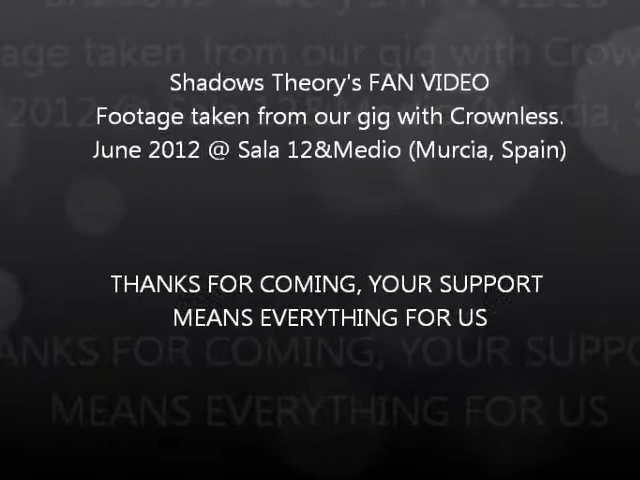 Shadows Theory's FAN VIDEO
Footage taken from our gig with Crownless.
June 2012 @ Sala 12&Medio (Murcia, Spain)
THANKS FOR COMING, YOUR SUPPORT
MEANS EVERYTHING FOR US